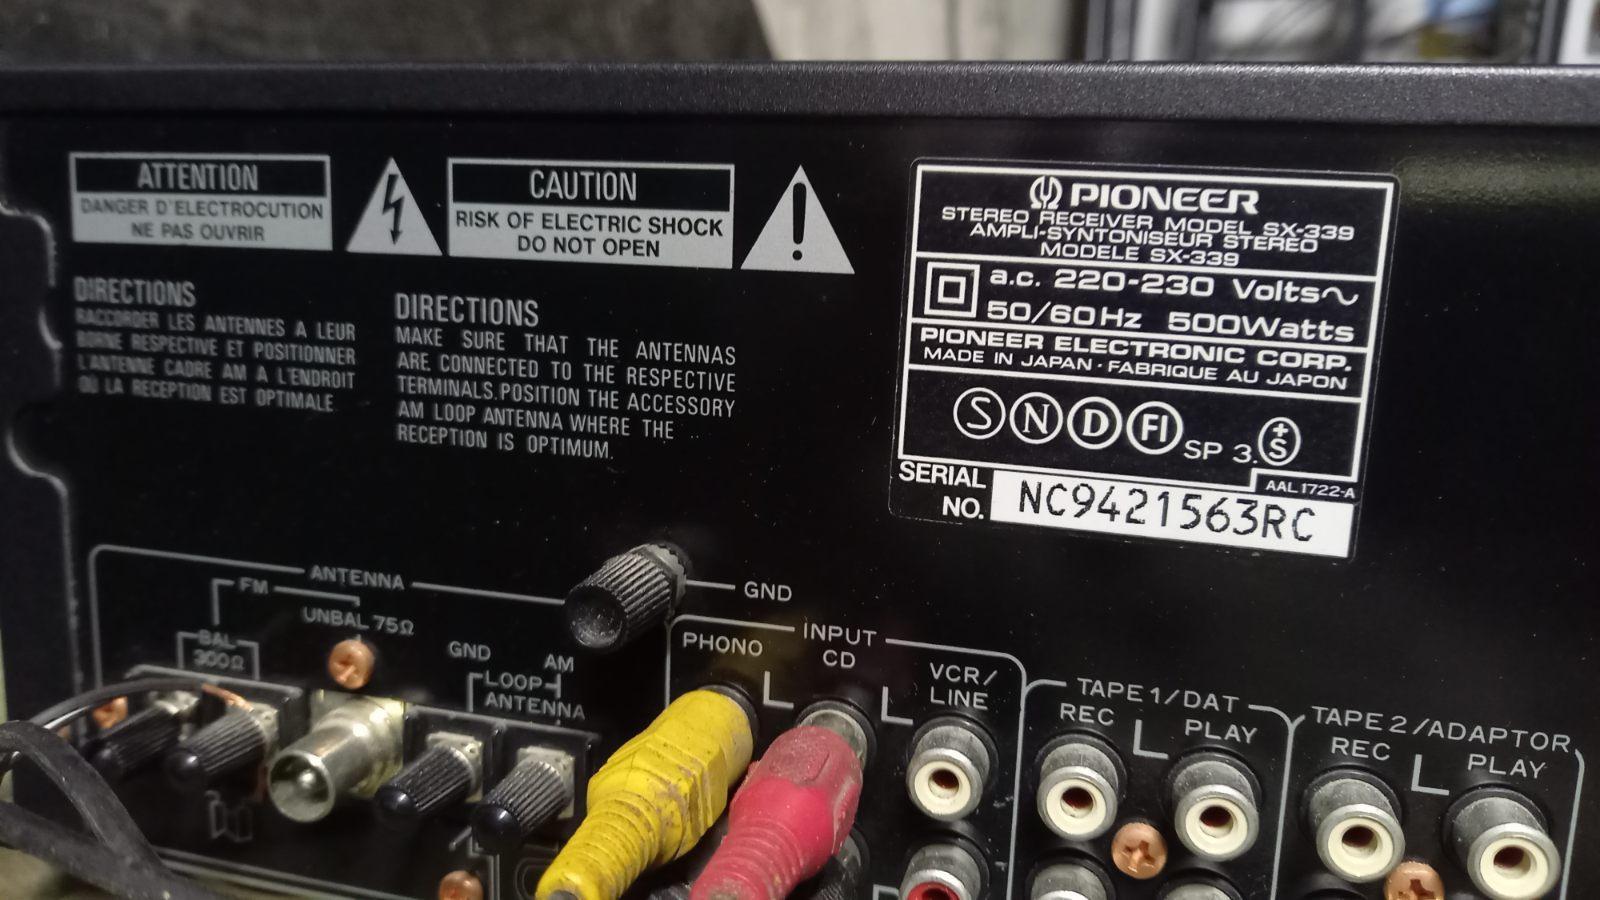 ATTENTION
DANGER D'ELECTROCUTION
NE PAS OUVRIR
CAUTION
RISK OF ELECTRIC SHOCK
DO NOT OPEN
DIRECTIONS
RACCORDER LES ANTENNES A LEUR
BORNE RESPECTIVE ET POSITIONNER
L'ANTENNE CADRE AM A L'ENDROIT
OÙ LA RECEPTION EST OPTIMALE.
DIRECTIONS
MAKE SURE THAT THE ANTENNAS
ARE CONNECTED TO THE RESPECTIVE
TERMINALS. POSITION THE ACCESSORY
AM LOOP ANTENNA WHERE THE
RECEPTION IS OPTIMUM.
PIONEER
STEREO RECEIVER MODEL SX-339
AMPLI-SYNTONISEUR STEREO
MODELE SX-339
a.c. 220-230 Volts~
50/60Hz 500Watts
PIONEER ELECTRONIC CORP.
MADE IN JAPAN · FABRIQUE AU JAPON
S N D FI SP 3. +S
AAL1722-A
SERIAL NO. NC9421563RC
ANTENNA
FM
UNBAL 75Ω
BAL
300Ω
GND
AM
LOOP
ANTENNA
GND
INPUT
PHONO
CD
VCR/
LINE
L
L
TAPE 1/DAT
REC
L
PLAY
TAPE 2/ADAPTOR
REC
L
PLAY